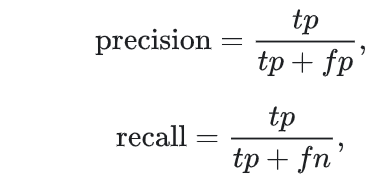 precision = tp / (tp + fp),
recall = tp / (tp + fn),